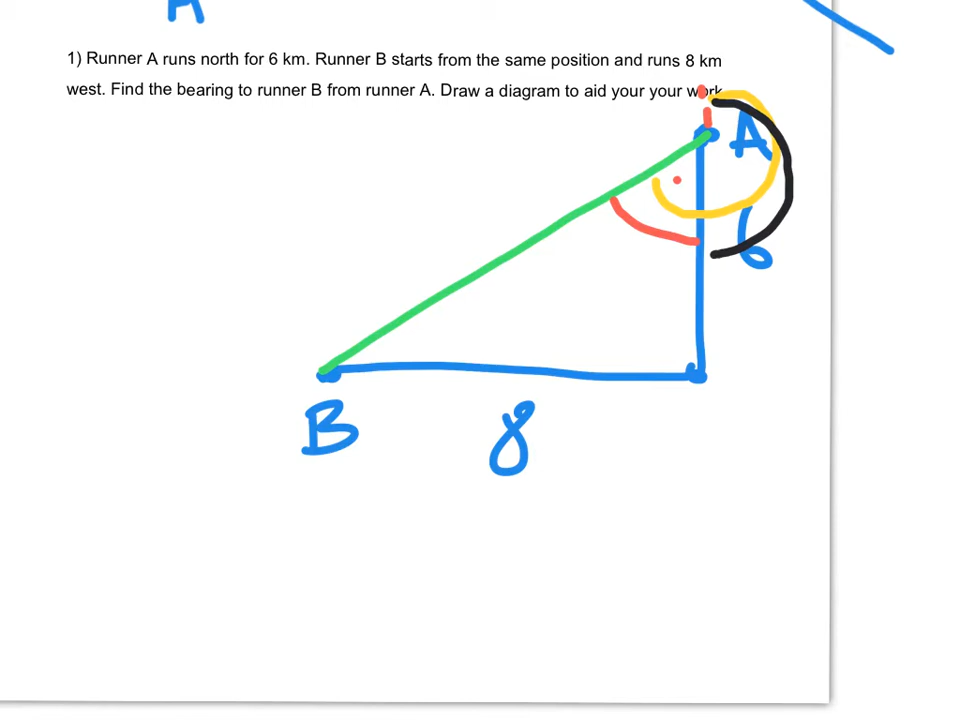 A
1) Runner A runs north for 6 km. Runner B starts from the same position and runs 8 km
west. Find the bearing to runner B from runner A. Draw a diagram to aid your your work
A
6
B
8